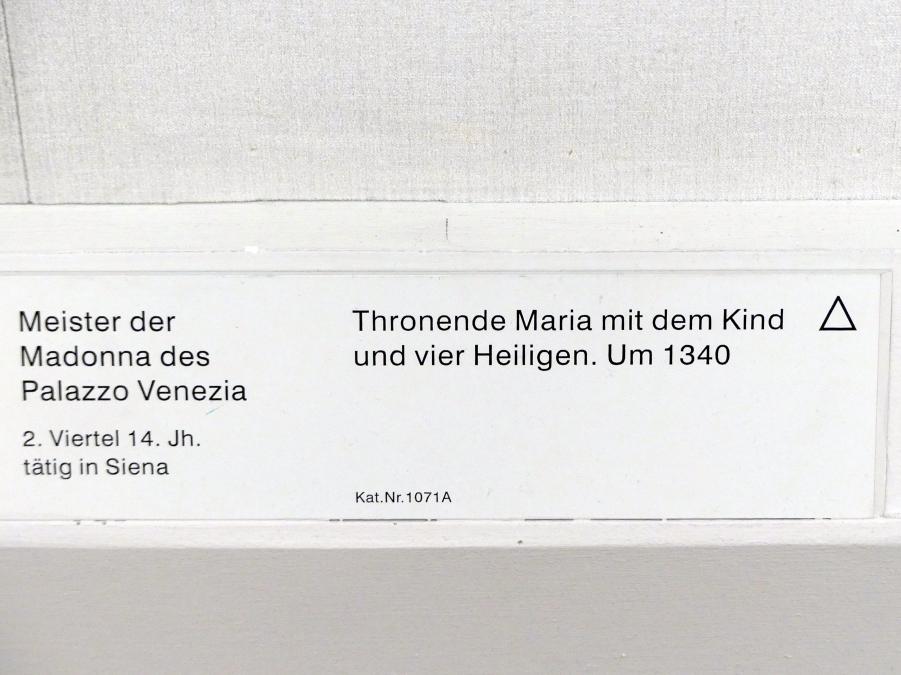 Meister der
Madonna des
Palazzo Venezia
2. Viertel 14. Jh.
tätig in Siena
Thronende Maria mit dem Kind
und vier Heiligen. Um 1340
Kat.Nr.1071A